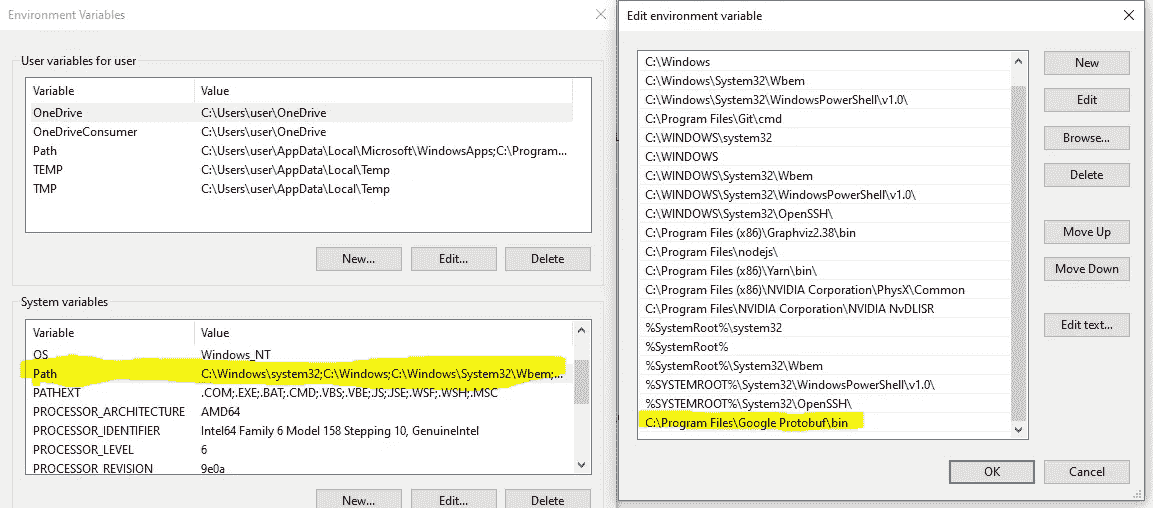 Environment Variables
User variables for user
Variable Value
OneDrive C:\Users\user\OneDrive
OneDriveConsumer C:\Users\user\OneDrive
Path C:\Users\user\AppData\Local\Microsoft\WindowsApps;C:\Program...
TEMP C:\Users\user\AppData\Local\Temp
TMP C:\Users\user\AppData\Local\Temp
New... Edit... Delete
System variables
Variable Value
OS Windows_NT
Path C:\Windows\system32;C:\Windows;C:\Windows\System32\Wbem;...
PATHEXT .COM;.EXE;.BAT;.CMD;.VBS;.VBE;.JS;.JSE;.WSF;.WSH;.MSC
PROCESSOR_ARCHITECTURE AMD64
PROCESSOR_IDENTIFIER Intel64 Family 6 Model 158 Stepping 10, GenuineIntel
PROCESSOR_LEVEL 6
PROCESSOR_REVISION 9e0a
New... Edit... Delete
Edit environment variable
C:\Windows
C:\Windows\System32\Wbem
C:\Windows\System32\WindowsPowerShell\v1.0\
C:\Program Files\Git\cmd
C:\WINDOWS\system32
C:\WINDOWS
C:\WINDOWS\System32\Wbem
C:\WINDOWS\System32\WindowsPowerShell\v1.0\
C:\WINDOWS\System32\OpenSSH\
C:\Program Files (x86)\Graphviz2.38\bin
C:\Program Files\nodejs\
C:\Program Files (x86)\Yarn\bin\
C:\Program Files (x86)\NVIDIA Corporation\PhysX\Common
C:\Program Files\NVIDIA Corporation\NVIDIA NvDLISR
%SystemRoot%\system32
%SystemRoot%
%SystemRoot%\System32\Wbem
%SYSTEMROOT%\System32\WindowsPowerShell\v1.0\
%SYSTEMROOT%\System32\OpenSSH\
C:\Program Files\Google Protobuf\bin
New
Edit
Browse...
Delete
Move Up
Move Down
Edit text...
OK Cancel